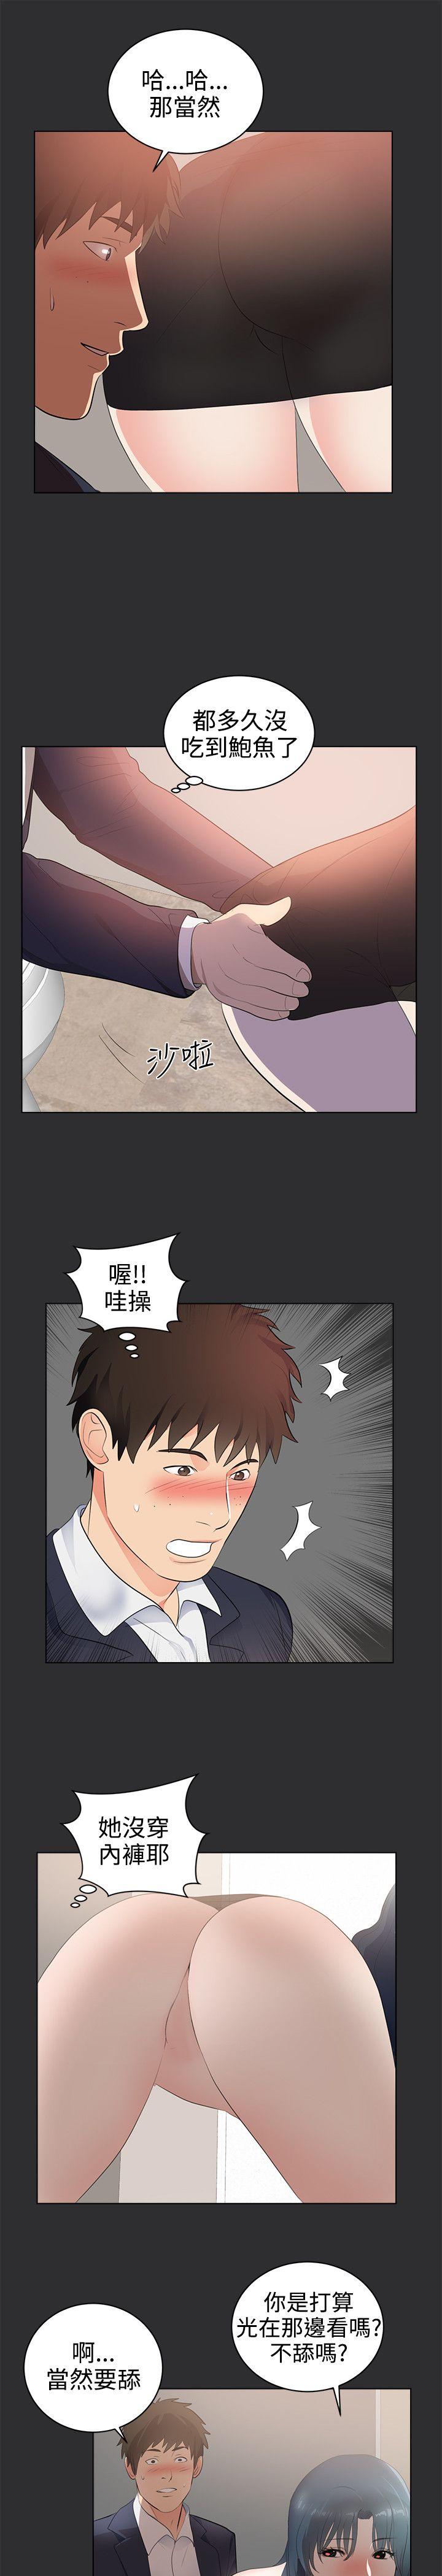 哈...哈...
那當然
都多久沒
吃到鮑魚了
沙啦
喔!!
哇操
她沒穿
內褲耶
你是打算
光在那邊看嗎?
不舔嗎?
啊...
當然要舔